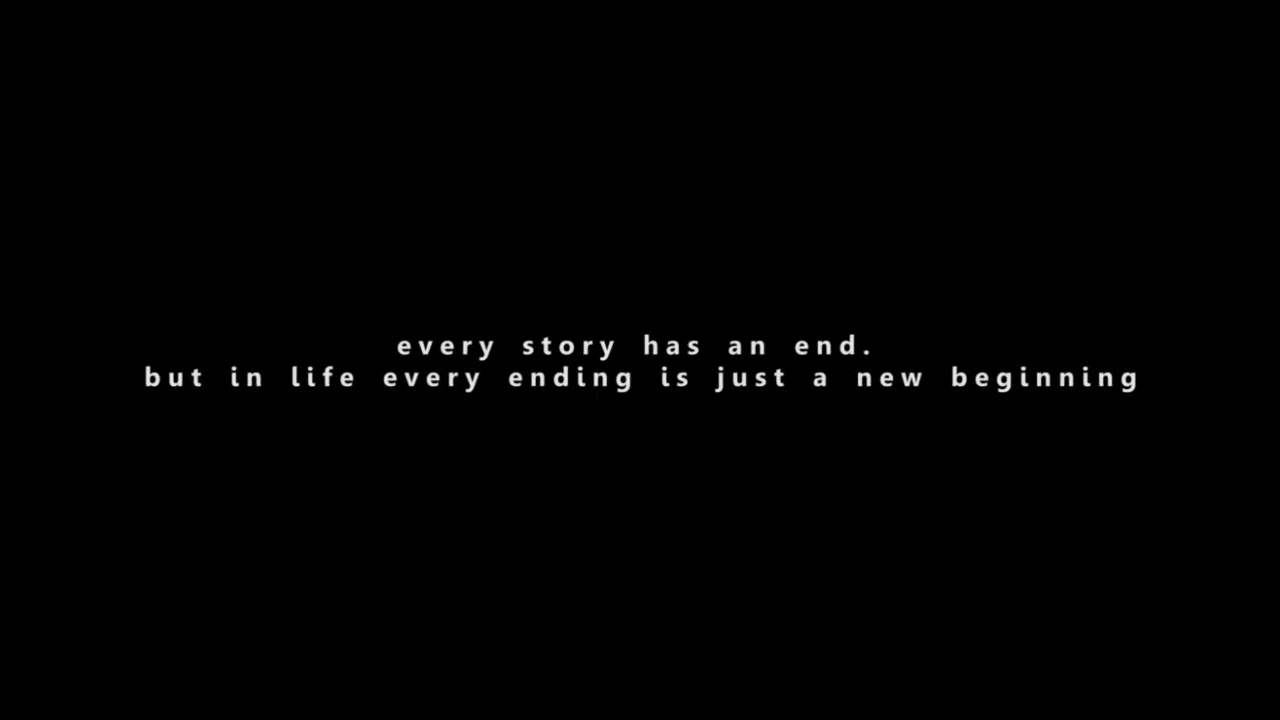 every story has an end.
but in life every ending is just a new beginning